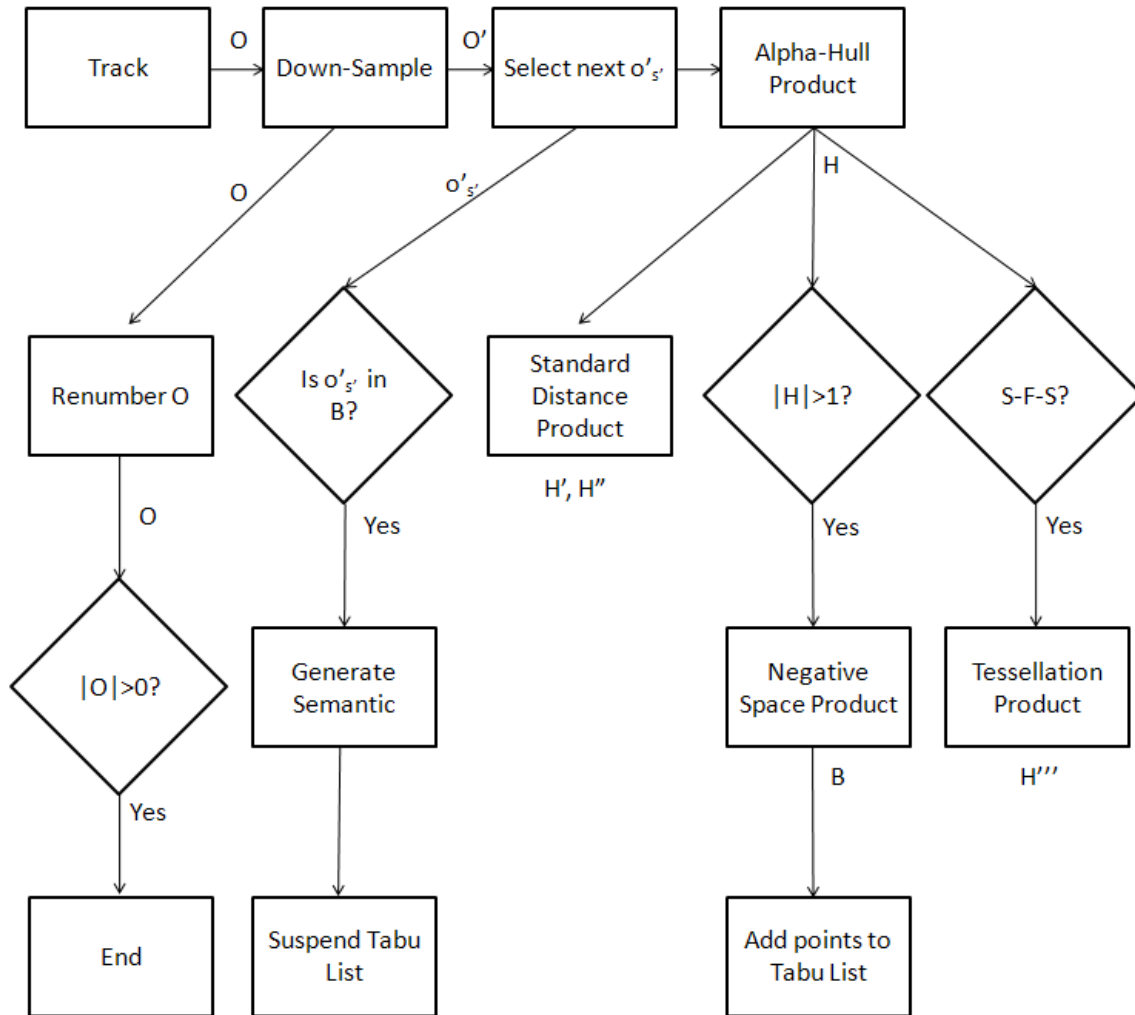 Track
O
Down-Sample
O'
Select next o's'
Alpha-Hull
Product
O
o's'
H
Renumber O
Is o's' in
B?
Standard
Distance
Product
|H|>1?
S-F-S?
H', H''
O
Yes
Yes
Yes
|O|>0?
Generate
Semantic
Negative
Space Product
Tessellation
Product
Yes
B
H'''
End
Suspend Tabu
List
Add points to
Tabu List